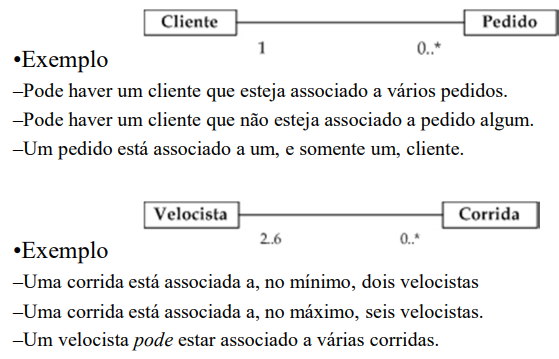 Cliente Pedido
1 0..*
•Exemplo
–Pode haver um cliente que esteja associado a vários pedidos.
–Pode haver um cliente que não esteja associado a pedido algum.
–Um pedido está associado a um, e somente um, cliente.
Velocista Corrida
2..6 0..*
•Exemplo
–Uma corrida está associada a, no mínimo, dois velocistas
–Uma corrida está associada a, no máximo, seis velocistas.
–Um velocista pode estar associado a várias corridas.